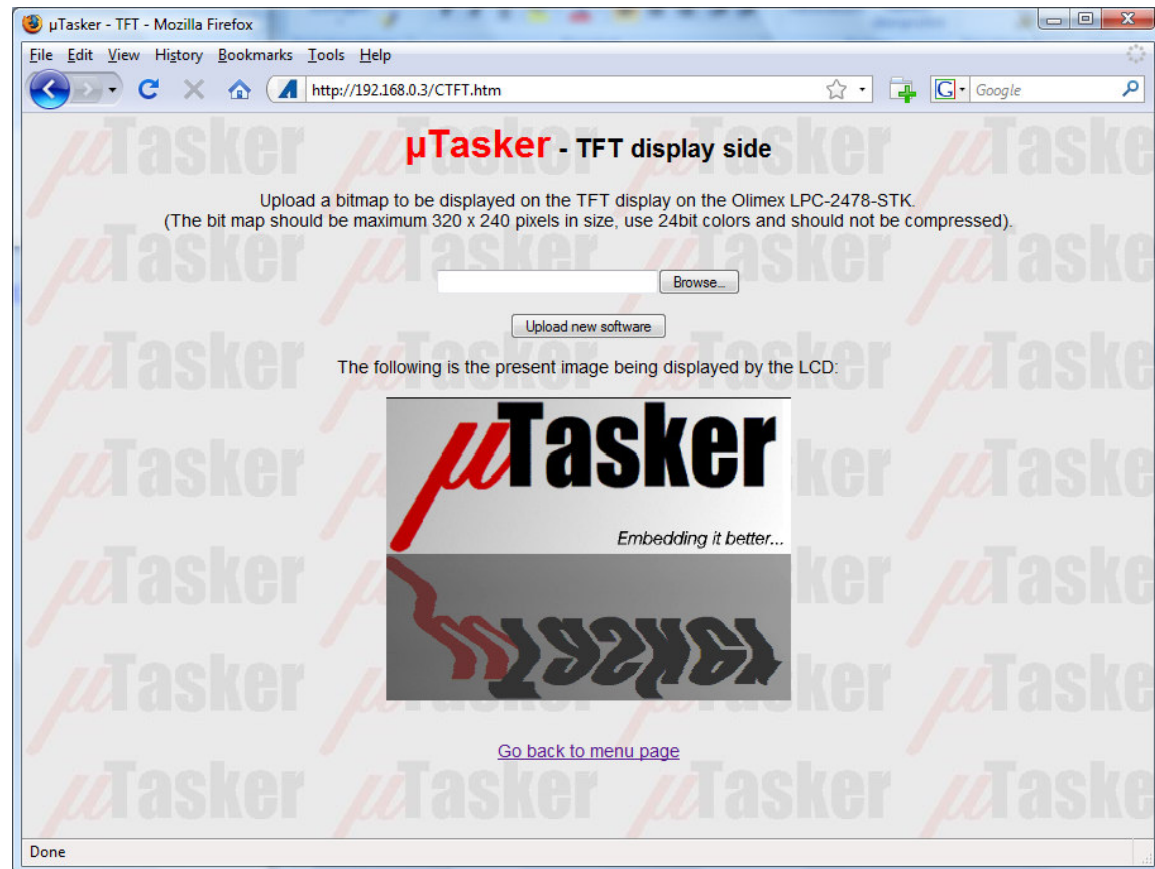 µTasker - TFT - Mozilla Firefox
File Edit View History Bookmarks Tools Help
http://192.168.0.3/CTFT.htm
G Google
µTasker - TFT display side
Upload a bitmap to be displayed on the TFT display on the Olimex LPC-2478-STK.
(The bit map should be maximum 320 x 240 pixels in size, use 24bit colors and should not be compressed).
Browse...
Upload new software
The following is the present image being displayed by the LCD:
µTasker
Embedding it better...
µTasker
Go back to menu page
Done